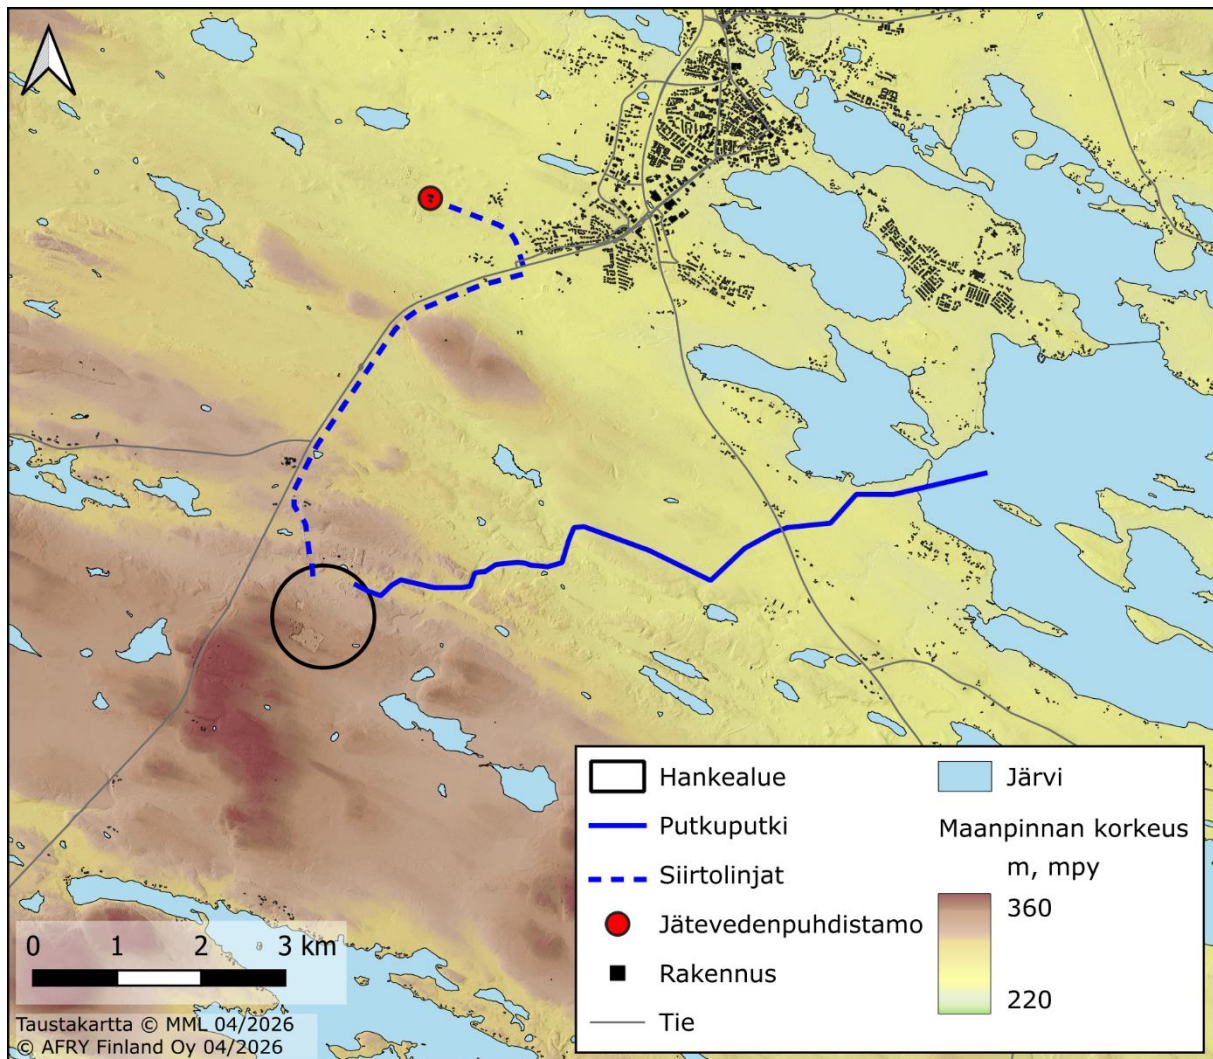 Hankealue
Putkuputki
Siirtolinjat
Jätevedenpuhdistamo
Rakennus
Tie
Järvi
Maanpinnan korkeus
m, mpy
360
220
0 1 2 3 km
Taustakartta © MML 04/2026
© AFRY Finland Oy 04/2026